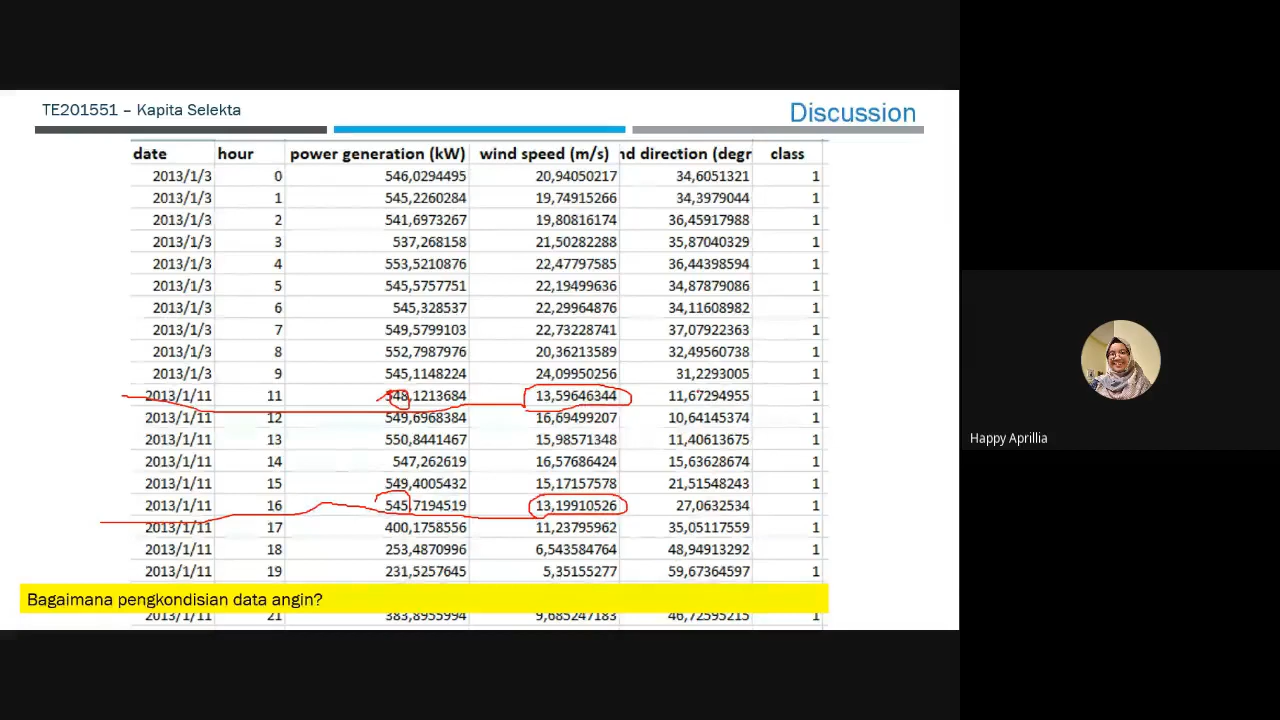 TE201551 – Kapita Selekta
Discussion
date hour power generation (kW) wind speed (m/s) nd direction (degr class
2013/1/3 0 546,0294495 20,94050217 34,6051321 1
2013/1/3 1 545,2260284 19,74915266 34,3979044 1
2013/1/3 2 541,6973267 19,80816174 36,45917988 1
2013/1/3 3 537,268158 21,50282288 35,87040329 1
2013/1/3 4 553,5210876 22,47797585 36,44398594 1
2013/1/3 5 545,5757751 22,19499636 34,87879086 1
2013/1/3 6 545,328537 22,29964876 34,11608982 1
2013/1/3 7 549,5799103 22,73228741 37,07922363 1
2013/1/3 8 552,7987976 20,36213589 32,49560738 1
2013/1/3 9 545,1148224 24,09950256 31,2293005 1
2013/1/11 11 548,1213684 13,59646344 11,67294955 1
2013/1/11 12 549,6968384 16,69499207 10,64145374 1
2013/1/11 13 550,8441467 15,98571348 11,40613675 1
2013/1/11 14 547,262619 16,57686424 15,63628674 1
2013/1/11 15 549,4005432 15,17157578 21,51548243 1
2013/1/11 16 545,7194519 13,19910526 27,0632534 1
2013/1/11 17 400,1758556 11,23795962 35,05117559 1
2013/1/11 18 253,4870996 6,543584764 48,94913292 1
2013/1/11 19 231,5257645 5,35155277 59,67364597 1
Bagaimana pengkondisian data angin?
2013/1/11 21 383,8955994 9,685247183 46,72595215 1
Happy Aprillia